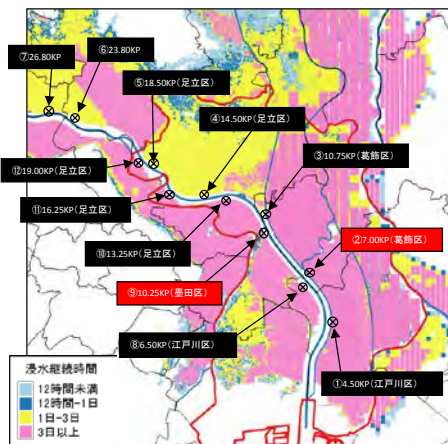 ⑦26.80KP
⑥23.80KP
⑤18.50KP(足立区)
④14.50KP(足立区)
③10.75KP(葛飾区)
⑫19.00KP(足立区)
⑪16.25KP(足立区)
②7.00KP(葛飾区)
⑩13.25KP(足立区)
⑨10.25KP(墨田区)
⑧6.50KP(江戸川区)
①4.50KP(江戸川区)
浸水継続時間
12時間未満
12時間-1日
1日-3日
3日以上